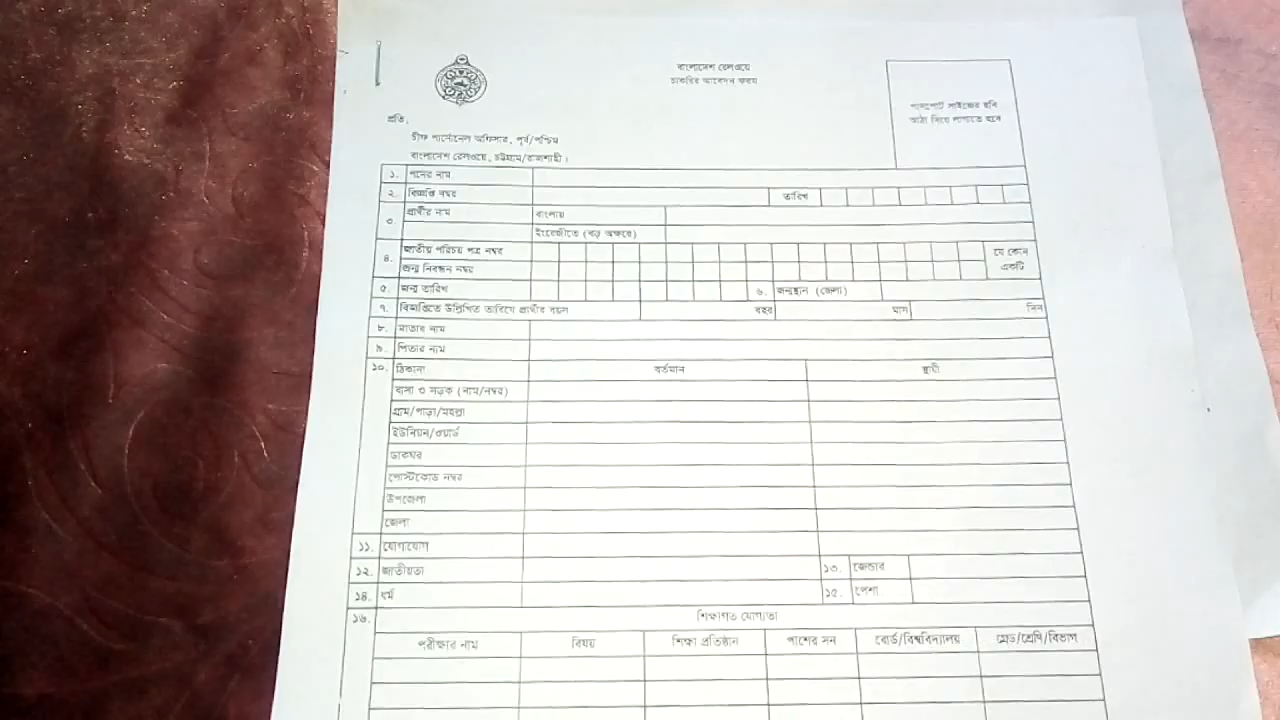 বাংলাদেশ রেলওয়ে
চাকরির আবেদন ফরম
পাসপোর্ট সাইজের ছবি
আঠা দিয়ে লাগাতে হবে
প্রতি,
চীফ পার্সোনেল অফিসার, পূর্ব/পশ্চিম
বাংলাদেশ রেলওয়ে, চট্টগ্রাম/রাজশাহী।
১. পদের নাম
২. বিজ্ঞপ্তি নম্বর তারিখ
৩. প্রার্থীর নাম বাংলায়
ইংরেজীতে (বড় অক্ষরে)
৪. জাতীয় পরিচয় পত্র নম্বর যে কোন
জন্ম নিবন্ধন নম্বর একটি
৫. জন্ম তারিখ ৬. জন্মস্থান (জেলা)
৭. বিজ্ঞপ্তিতে উল্লিখিত তারিখে প্রার্থীর বয়স বছর মাস দিন
৮. মাতার নাম
৯. পিতার নাম
১০. ঠিকানা বর্তমান স্থায়ী
বাসা ও সড়ক (নাম/নম্বর)
গ্রাম/পাড়া/মহল্লা
ইউনিয়ন/ওয়ার্ড
ডাকঘর
পোস্টকোড নম্বর
উপজেলা
জেলা
১১. যোগাযোগ
১২. জাতীয়তা ১৩. জেন্ডার
১৪. ধর্ম ১৫. পেশা
১৬. শিক্ষাগত যোগ্যতা
পরীক্ষার নাম বিষয় শিক্ষা প্রতিষ্ঠান পাশের সন বোর্ড/বিশ্ববিদ্যালয় গ্রেড/শ্রেণি/বিভাগ